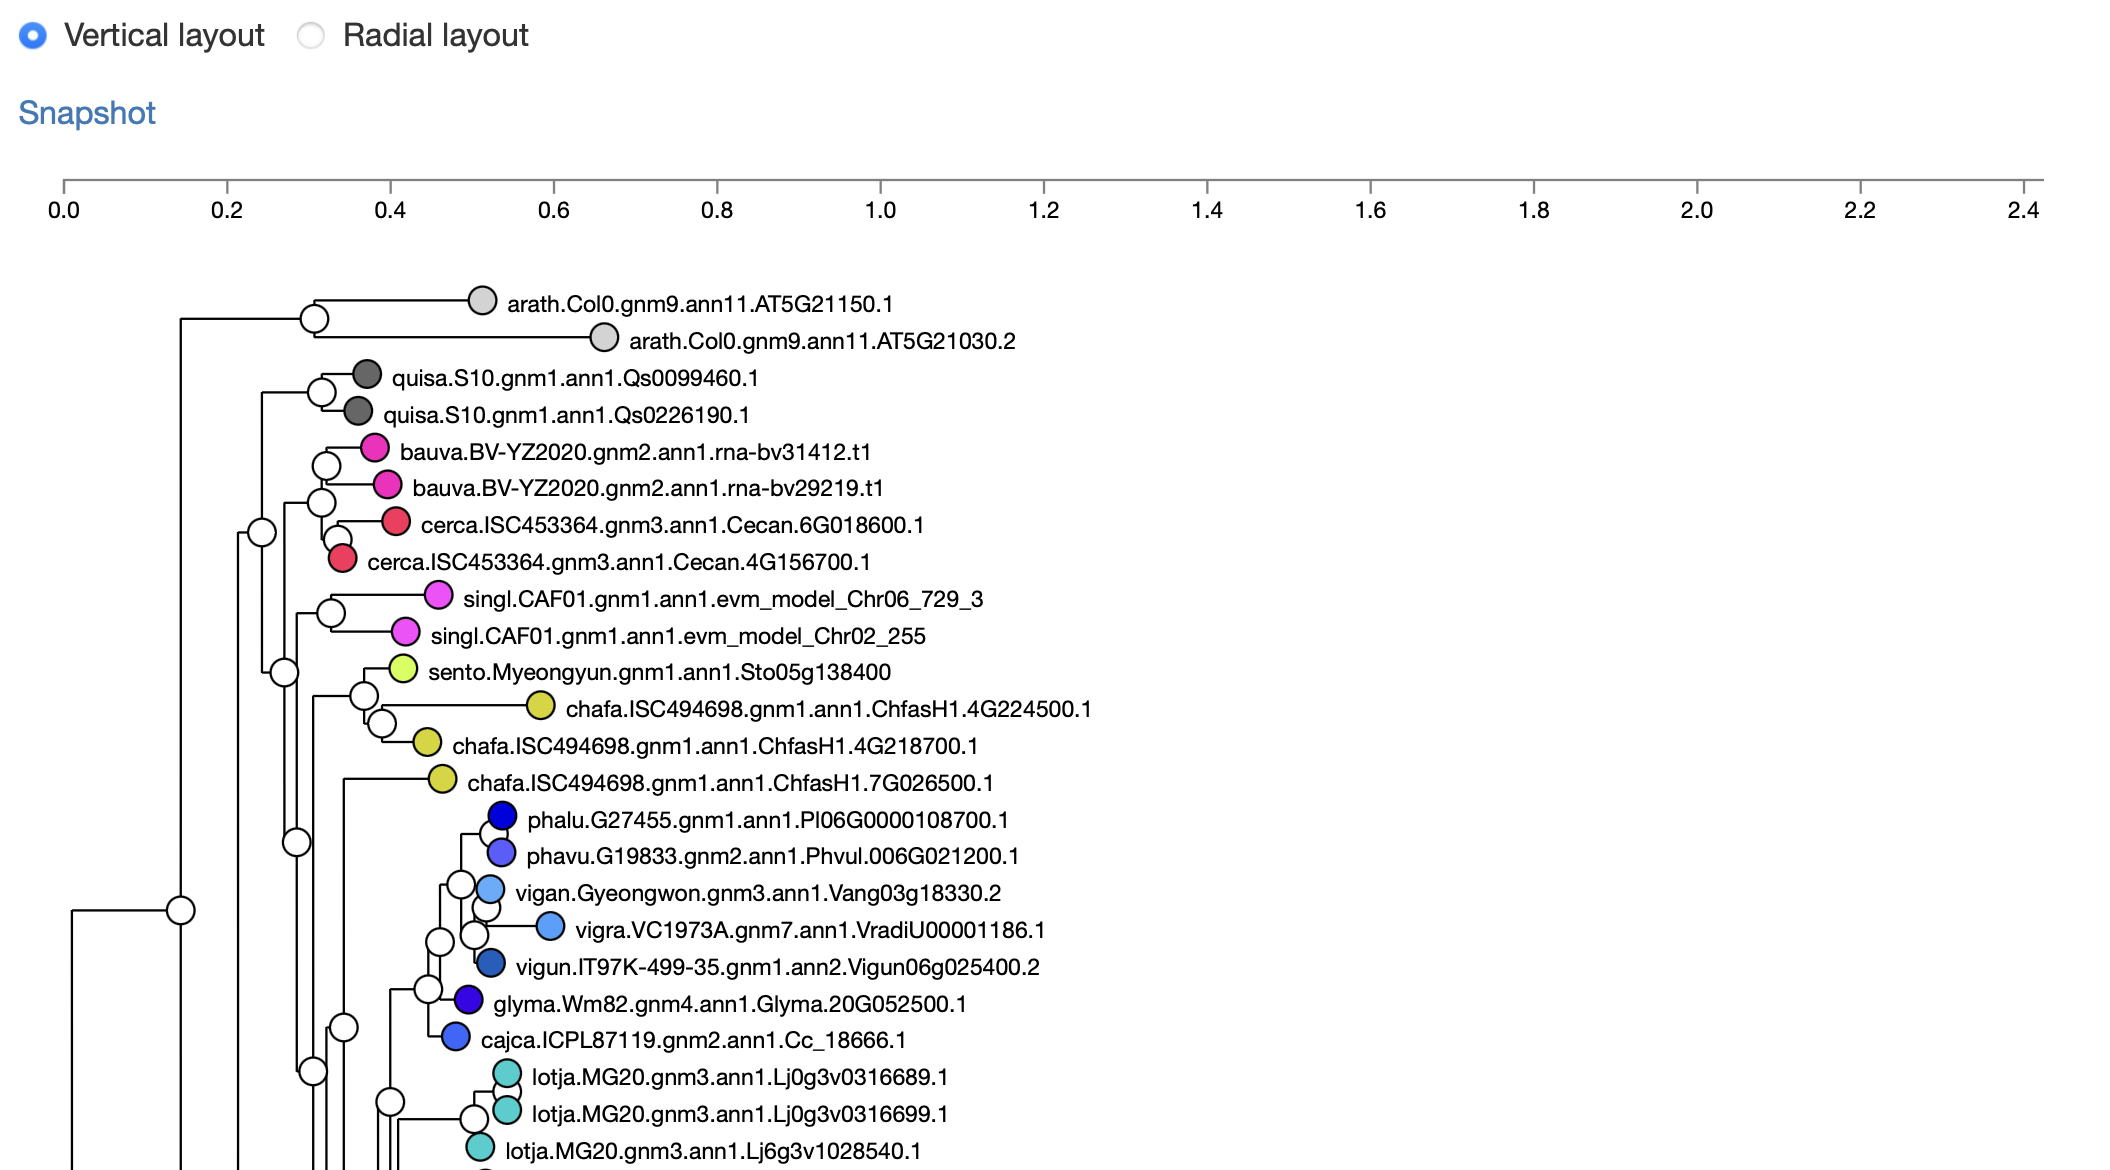 Vertical layout Radial layout
Snapshot
0.0 0.2 0.4 0.6 0.8 1.0 1.2 1.4 1.6 1.8 2.0 2.2 2.4
arath.Col0.gnm9.ann11.AT5G21150.1
arath.Col0.gnm9.ann11.AT5G21030.2
quisa.S10.gnm1.ann1.Qs0099460.1
quisa.S10.gnm1.ann1.Qs0226190.1
bauva.BV-YZ2020.gnm2.ann1.rna-bv31412.t1
bauva.BV-YZ2020.gnm2.ann1.rna-bv29219.t1
cerca.ISC453364.gnm3.ann1.Cecan.6G018600.1
cerca.ISC453364.gnm3.ann1.Cecan.4G156700.1
singl.CAF01.gnm1.ann1.evm_model_Chr06_729_3
singl.CAF01.gnm1.ann1.evm_model_Chr02_255
sento.Myeongyun.gnm1.ann1.Sto05g138400
chafa.ISC494698.gnm1.ann1.ChfasH1.4G224500.1
chafa.ISC494698.gnm1.ann1.ChfasH1.4G218700.1
chafa.ISC494698.gnm1.ann1.ChfasH1.7G026500.1
phalu.G27455.gnm1.ann1.Pl06G0000108700.1
phavu.G19833.gnm2.ann1.Phvul.006G021200.1
vigan.Gyeongwon.gnm3.ann1.Vang03g18330.2
vigra.VC1973A.gnm7.ann1.VradiU00001186.1
vigun.IT97K-499-35.gnm1.ann2.Vigun06g025400.2
glyma.Wm82.gnm4.ann1.Glyma.20G052500.1
cajca.ICPL87119.gnm2.ann1.Cc_18666.1
lotja.MG20.gnm3.ann1.Lj0g3v0316689.1
lotja.MG20.gnm3.ann1.Lj0g3v0316699.1
lotja.MG20.gnm3.ann1.Lj6g3v1028540.1